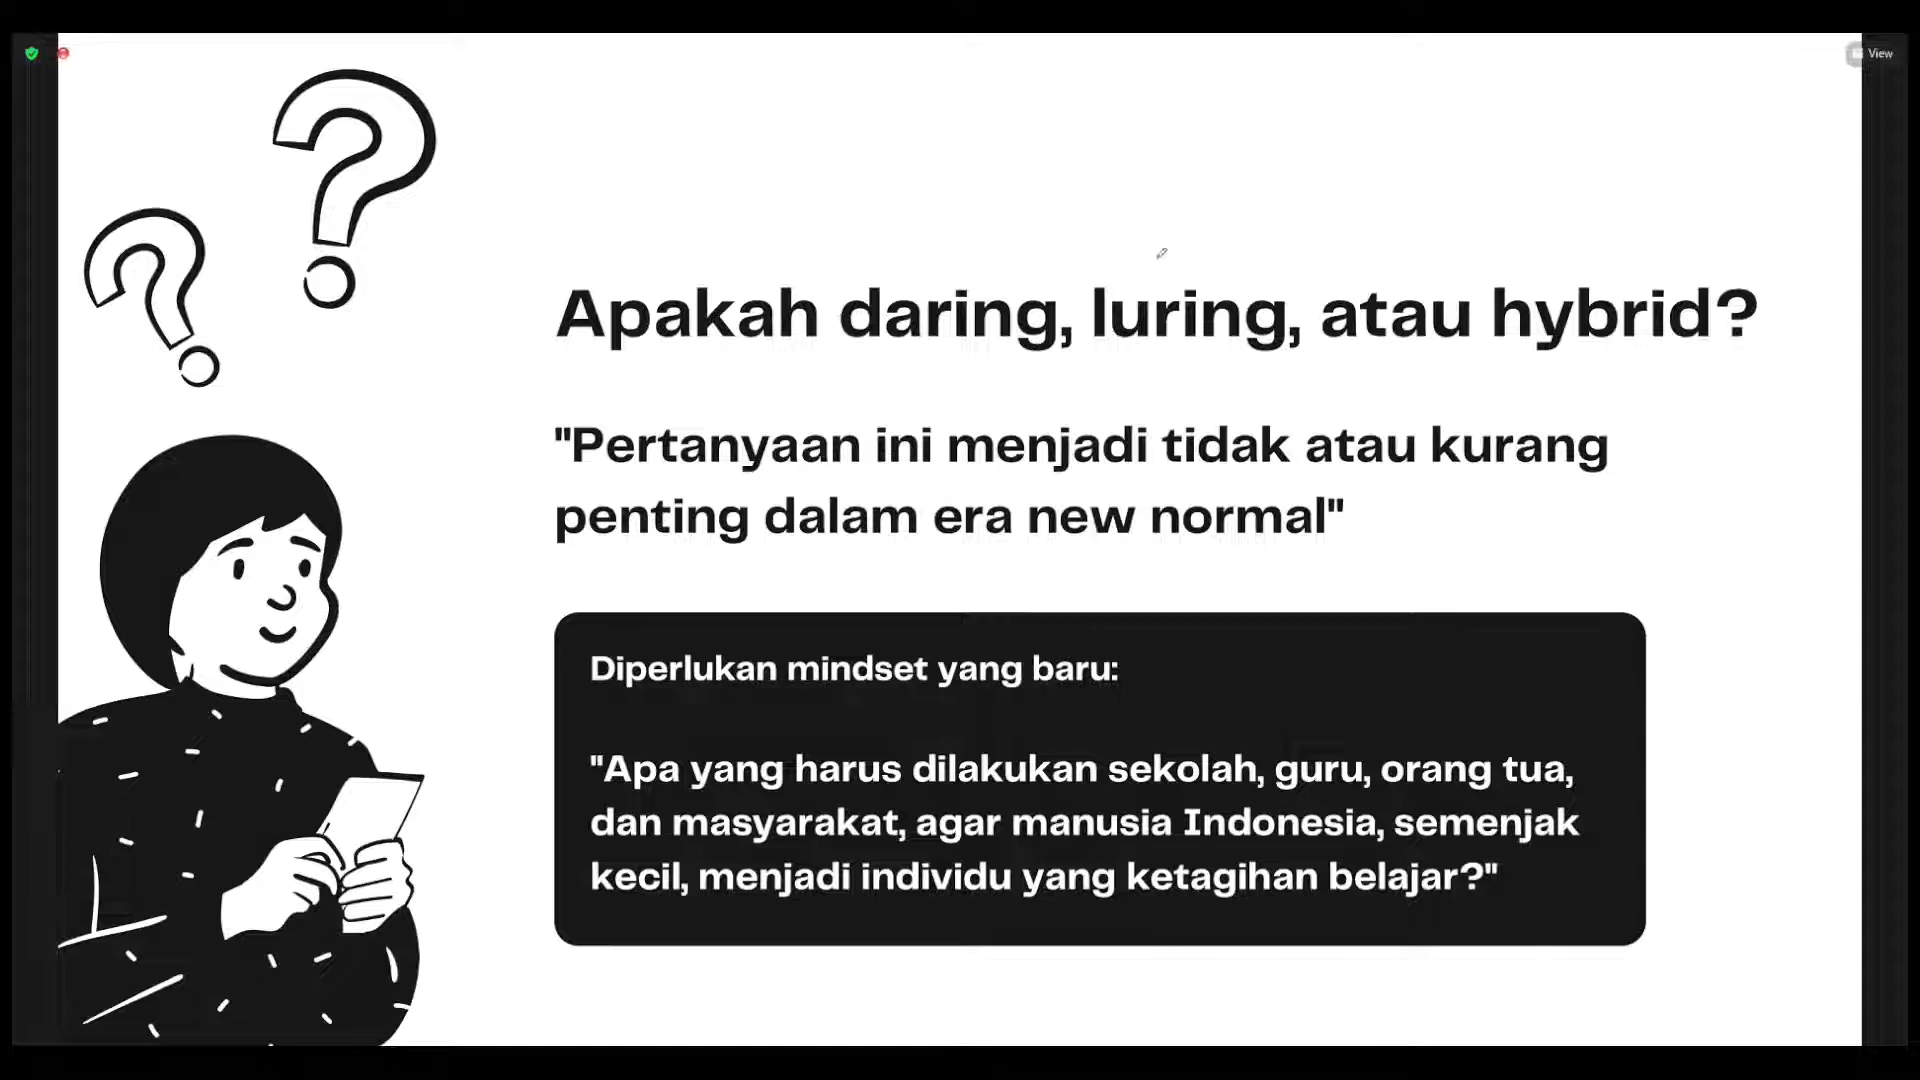 View
Apakah daring, luring, atau hybrid?
"Pertanyaan ini menjadi tidak atau kurang
penting dalam era new normal"
Diperlukan mindset yang baru:
"Apa yang harus dilakukan sekolah, guru, orang tua,
dan masyarakat, agar manusia Indonesia, semenjak
kecil, menjadi individu yang ketagihan belajar?"